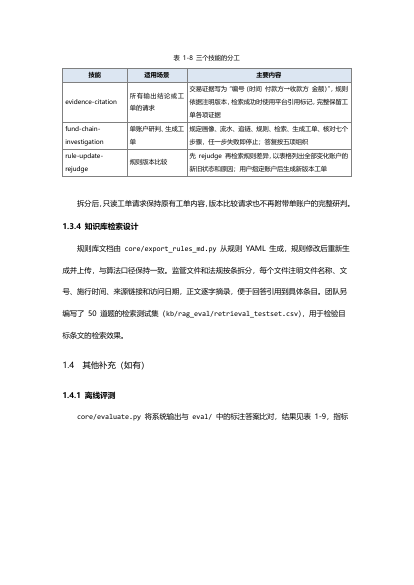 表 1-8 三个技能的分工
技能 适用场景 主要内容
evidence-citation
所有输出结论或工
单的请求
交易证据写为“编号 (时间 付款方→收款方 金额)”，规则
依据注明版本，检索成功时使用平台引用标记，完整保留工
单各项证据
fund-chain-
investigation
单账户研判、生成工
单
规定画像、流水、追链、规则、检索、生成工单、核对七个
步骤，任一步失败即停止；答复按五项组织
rule-update-
rejudge
规则版本比较
先 rejudge 再检索规则差异，以表格列出全部变化账户的
新旧状态和原因；用户指定账户后生成新版本工单
拆分后，只读工单请求保持原有工单内容，版本比较请求也不再附带单账户的完整研判。
1.3.4 知识库检索设计
规则库文档由 core/export_rules_md.py 从规则 YAML 生成，规则修改后重新生
成并上传，与算法口径保持一致。监管文件和法规按条拆分，每个文件注明文件名称、文
号、施行时间、来源链接和访问日期，正文逐字摘录，便于回答引用到具体条目。团队另
编写了 50 道题的检索测试集（kb/rag_eval/retrieval_testset.csv），用于检验目
标条文的检索效果。
1.4 其他补充（如有）
1.4.1 离线评测
core/evaluate.py 将系统输出与 eval/ 中的标注答案比对，结果见表 1-9，指标